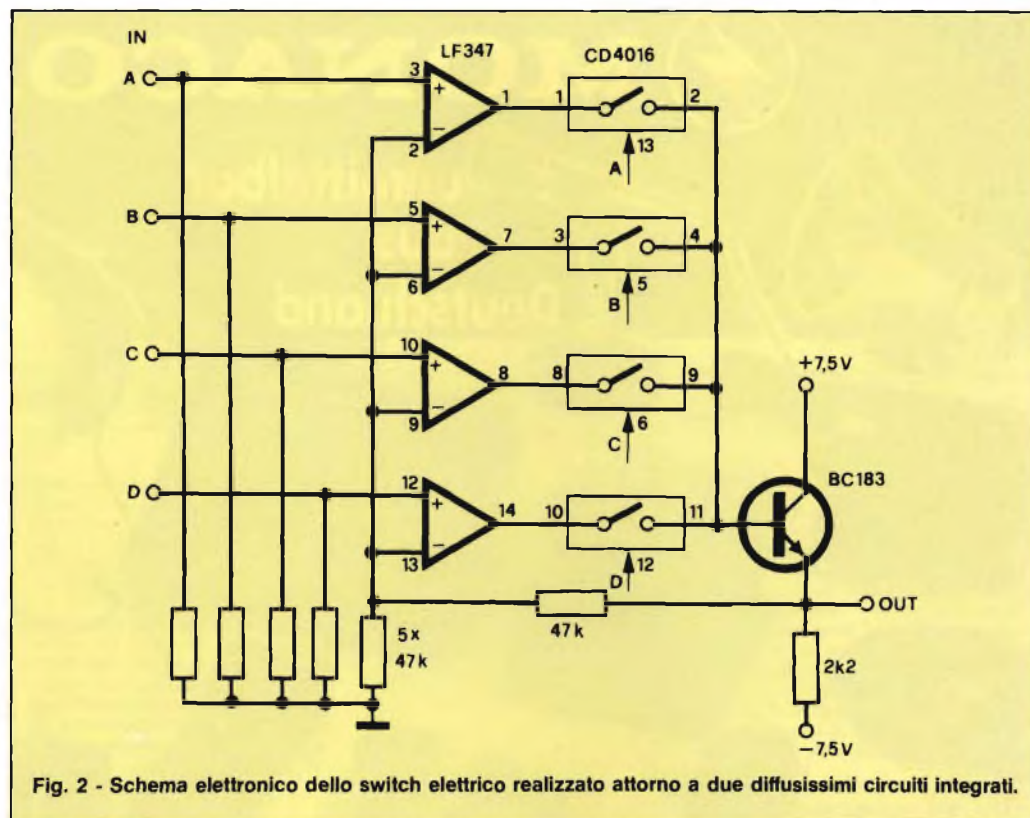 IN
LF347
CD4016
A
3
+
1
1
2
−
2
13
A
B
5
+
7
3
4
−
6
5
B
C
10
+
8
8
9
−
9
6
C
+7,5V
BC183
D
12
+
14
10
11
−
13
12
D
OUT
47k
5x
47k
2k2
−7,5V
Fig. 2 - Schema elettronico dello switch elettrico realizzato attorno a due diffusissimi circuiti integrati.